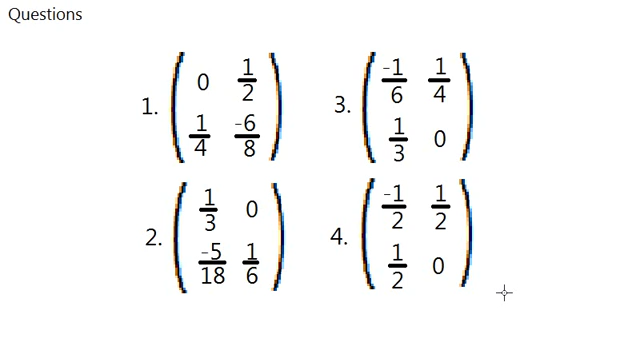 Questions
1. ( 0 1/2
1/4 -6/8 )
3. ( -1/6 1/4
1/3 0 )
2. ( 1/3 0
-5/18 1/6 )
4. ( -1/2 1/2
1/2 0 )